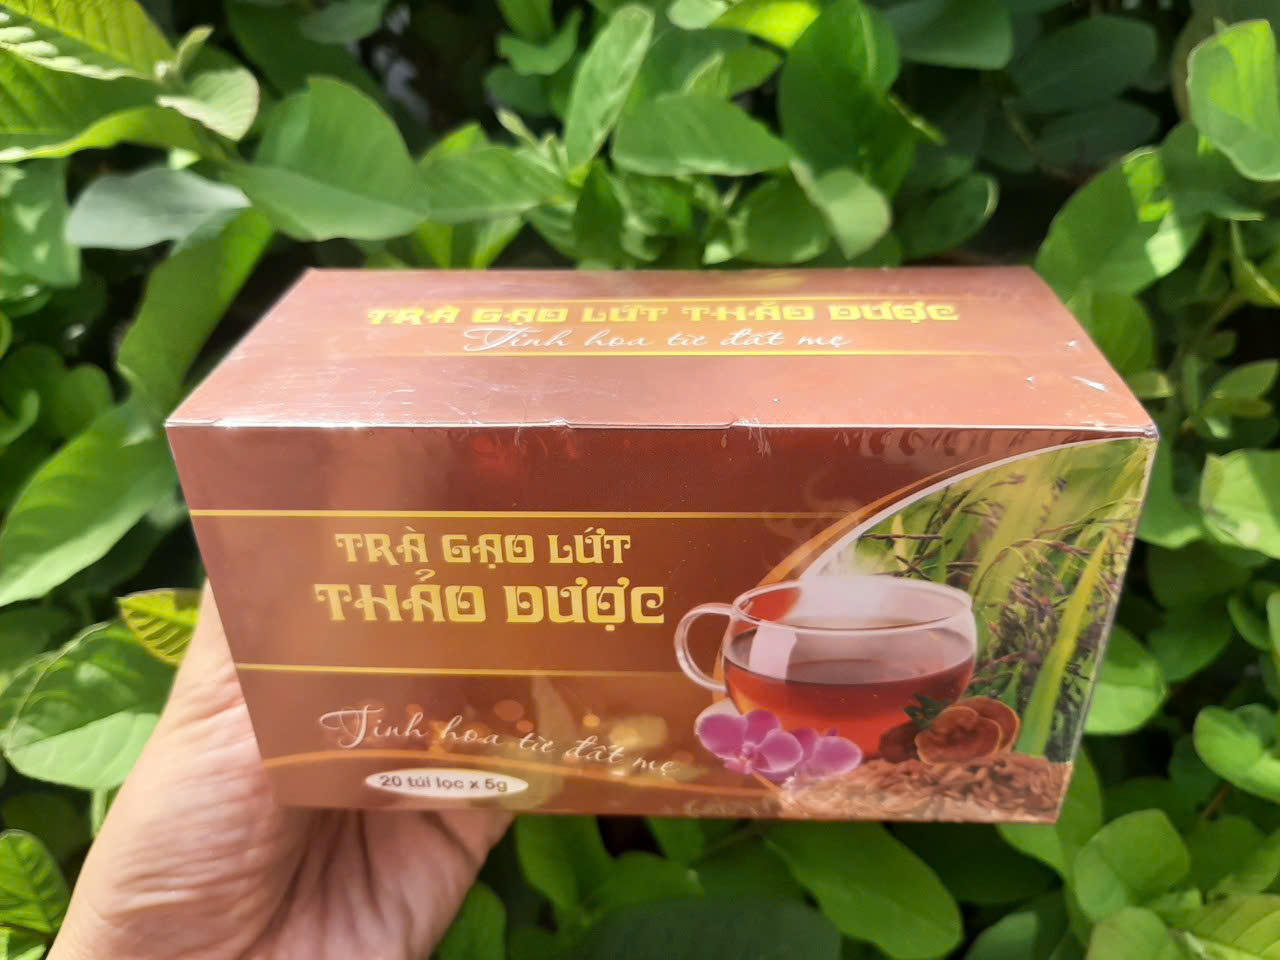 TRÀ GẠO LỨT THẢO DƯỢC
Tinh hoa từ đất mẹ
TRÀ GẠO LỨT
THẢO DƯỢC
Tinh hoa từ đất mẹ
20 túi lọc x 5g